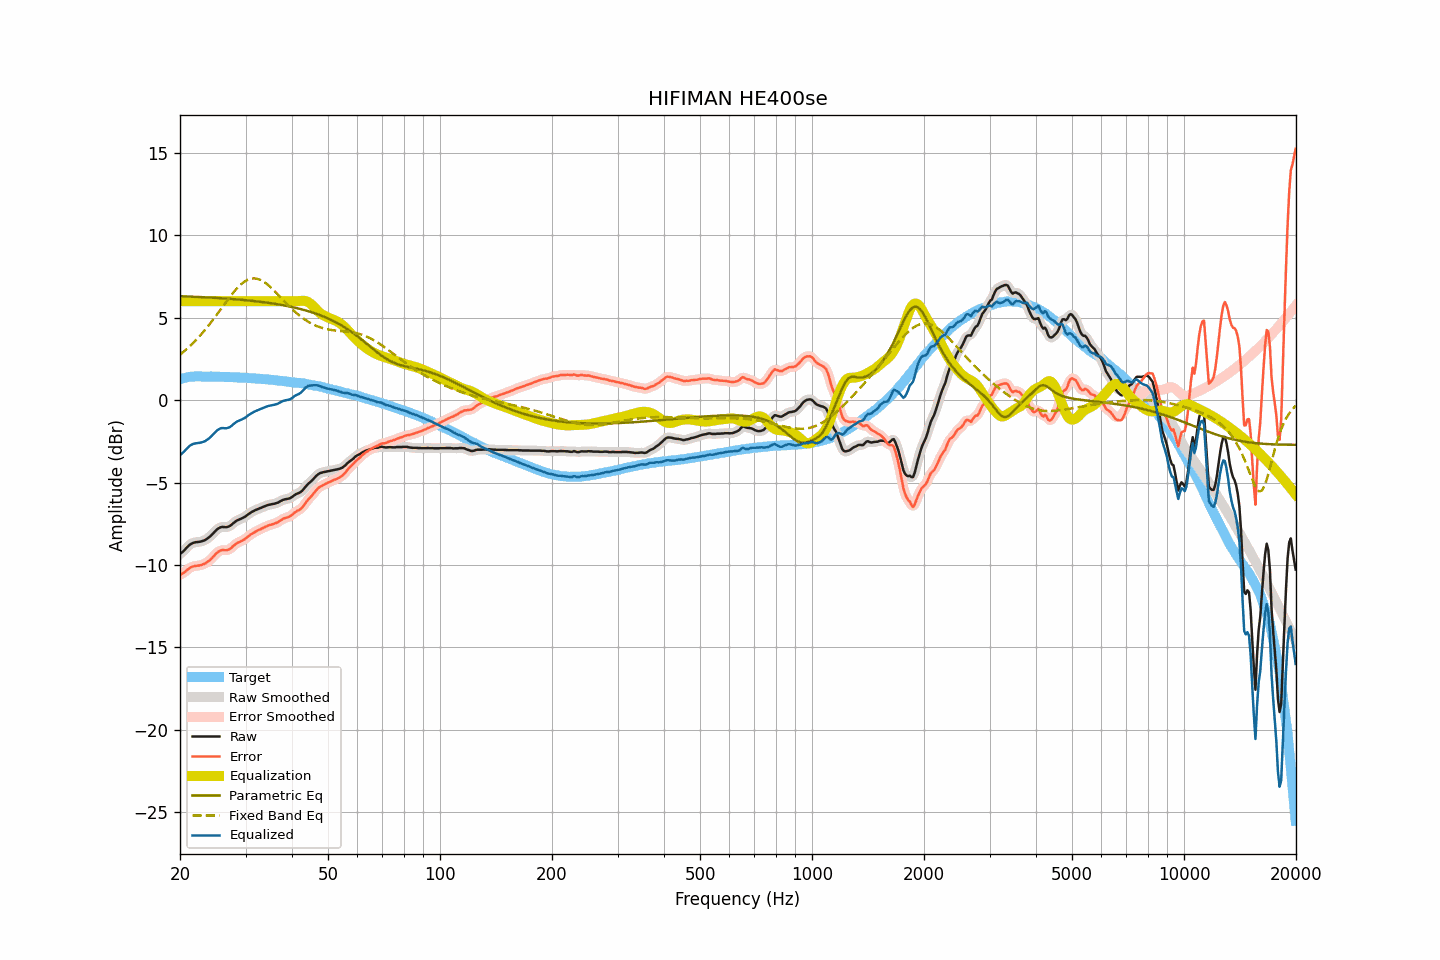 HIFIMAN HE400se
Amplitude (dBr)
15
10
5
0
−5
−10
−15
−20
−25
Target
Raw Smoothed
Error Smoothed
Raw
Error
Equalization
Parametric Eq
Fixed Band Eq
Equalized
20 50 100 200 500 1000 2000 5000 10000 20000
Frequency (Hz)